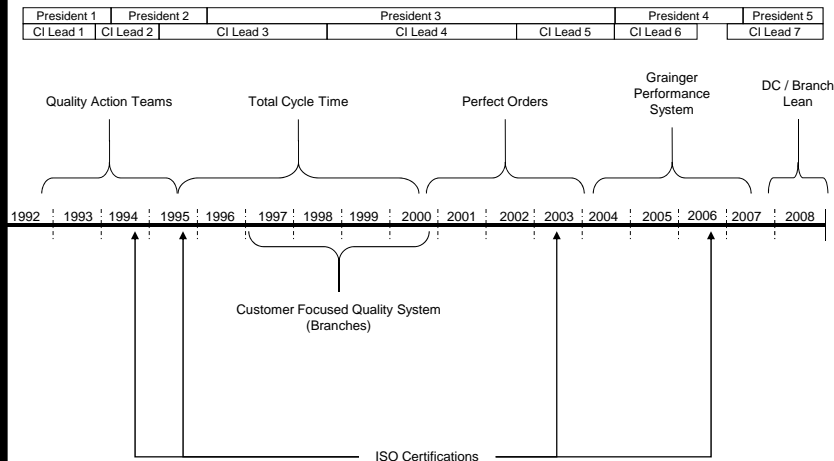 President 1 President 2 President 3 President 4 President 5
CI Lead 1 CI Lead 2 CI Lead 3 CI Lead 4 CI Lead 5 CI Lead 6 CI Lead 7
Quality Action Teams
Total Cycle Time
Perfect Orders
Grainger
Performance
System
DC / Branch
Lean
1992 1993 1994 1995 1996 1997 1998 1999 2000 2001 2002 2003 2004 2005 2006 2007 2008
Customer Focused Quality System
(Branches)
ISO Certifications